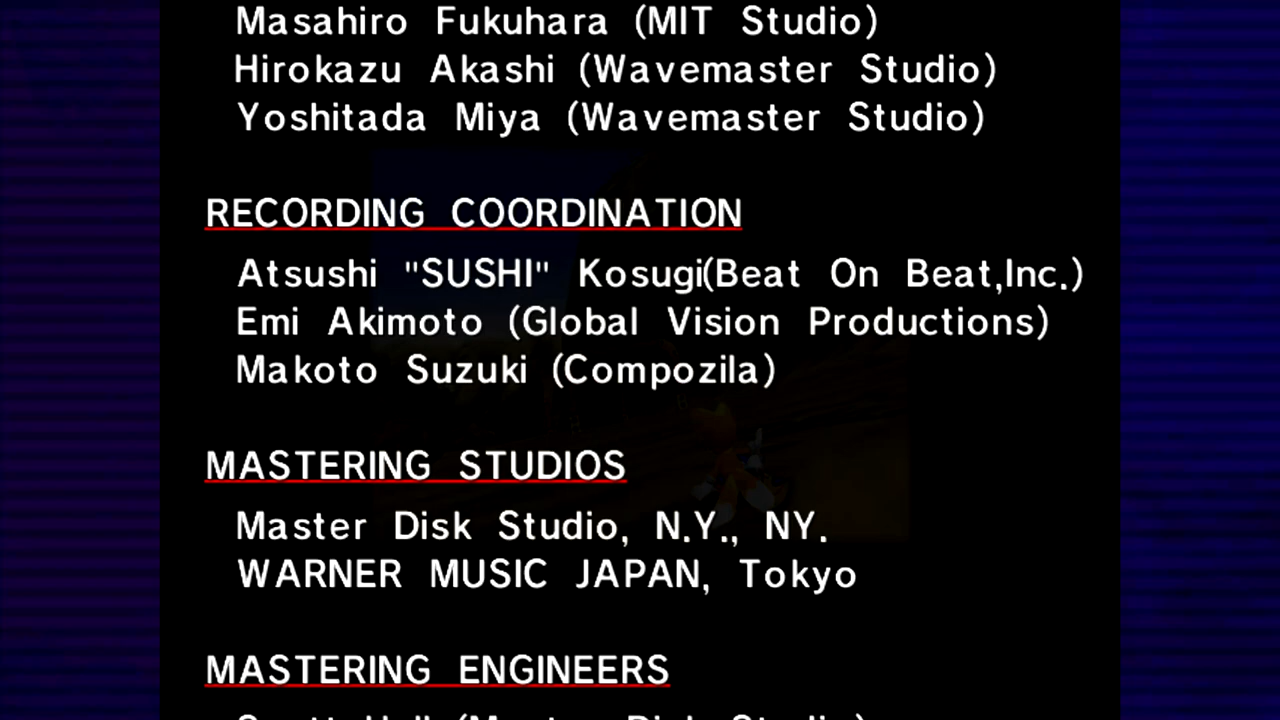 Masahiro Fukuhara (MIT Studio)
Hirokazu Akashi (Wavemaster Studio)
Yoshitada Miya (Wavemaster Studio)
RECORDING COORDINATION
Atsushi "SUSHI" Kosugi(Beat On Beat,Inc.)
Emi Akimoto (Global Vision Productions)
Makoto Suzuki (Compozila)
MASTERING STUDIOS
Master Disk Studio, N.Y., NY.
WARNER MUSIC JAPAN, Tokyo
MASTERING ENGINEERS